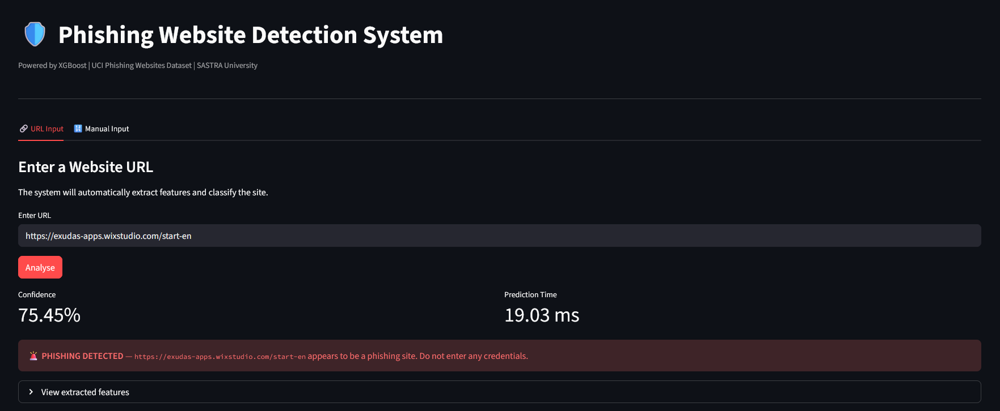 Phishing Website Detection System
Powered by XGBoost | UCI Phishing Websites Dataset | SASTRA University
URL Input
Manual Input
Enter a Website URL
The system will automatically extract features and classify the site.
Enter URL
https://exudas-apps.wixstudio.com/start-en
Analyse
Confidence
Prediction Time
75.45%
19.03 ms
PHISHING DETECTED — https://exudas-apps.wixstudio.com/start-en appears to be a phishing site. Do not enter any credentials.
View extracted features